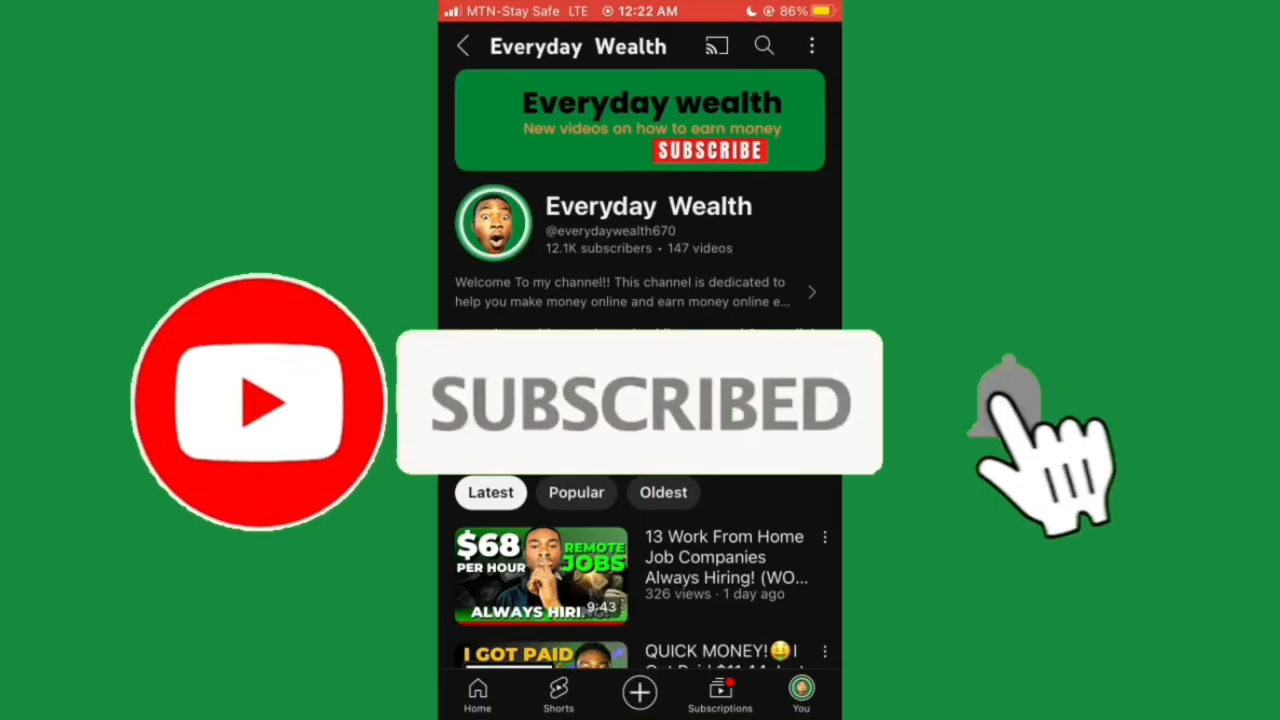 MTN-Stay Safe LTE 12:22 AM 86%
Everyday Wealth
Everyday wealth
New videos on how to earn money
SUBSCRIBE
Everyday Wealth
@everydaywealth670
12.1K subscribers • 147 videos
Welcome To my channel!! This channel is dedicated to
help you make money online and earn money online e...
SUBSCRIBED
Latest Popular Oldest
$68
PER HOUR
REMOTE
JOBS
ALWAYS HIRI
9:43
13 Work From Home
Job Companies
Always Hiring! (WO...
326 views · 1 day ago
I GOT PAID
QUICK MONEY!🤑 I
Home Shorts Subscriptions You